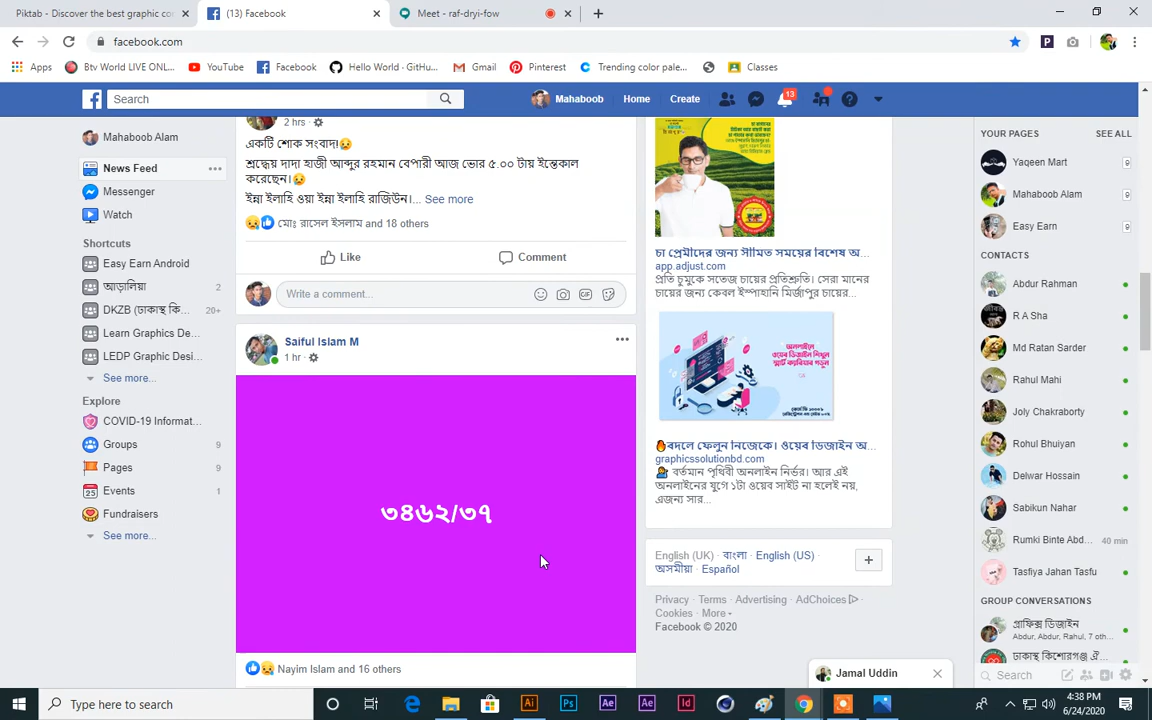 Piktab - Discover the best graphic co
(13) Facebook
Meet - raf-dryi-fow
facebook.com
Apps
Btv World LIVE ONL...
YouTube
Facebook
Hello World · GitHu...
Gmail
Pinterest
Trending color pale...
Classes
Search
Mahaboob
Home
Create
13
Mahaboob Alam
News Feed
Messenger
Watch
Shortcuts
Easy Earn Android
আড়ালিয়া 2
DKZB (ঢাকাস্থ কি... 20+
Learn Graphics De...
LEDP Graphic Desi...
See more...
Explore
COVID-19 Informat...
Groups 9
Pages 9
Events 1
Fundraisers
See more...
2 hrs ·
একটি শোক সংবাদ!😥
শ্রদ্ধেয় দাদা হাজী আব্দুর রহমান বেপারী আজ ভোর ৫.০০ টায় ইন্তেকাল
করেছেন।😥
ইন্না ইলাহি ওয়া ইন্না ইলাহি রাজিউন।... See more
মোঃ রাসেল ইসলাম and 18 others
Like
Comment
Write a comment...
GIF
Saiful Islam M
1 hr ·
৩৪৬২/৩৭
Nayim Islam and 16 others
চা প্রেমীদের জন্য সীমিত সময়ের বিশেষ অ...
app.adjust.com
প্রতি চুমুকে সতেজ চায়ের প্রতিশ্রুতি। সেরা মানের
চায়ের জন্য কেবল ইস্পাহানি মির্জাপুর চায়ের...
অনলাইনে
ওয়েব ডিজাইন শিখুন
স্মার্ট ক্যারিয়ার গড়ুন
🔥বদলে ফেলুন নিজেকে। ওয়েব ডিজাইন অ...
graphicssolutionbd.com
বর্তমান পৃথিবী অনলাইন নির্ভর। আর এই
অনলাইনের যুগে ১টা ওয়েব সাইট না হলেই নয়,
এজন্য সার...
English (UK) · বাংলা · English (US) ·
অসমীয়া · Español
Privacy · Terms · Advertising · AdChoices ·
Cookies · More
Facebook © 2020
YOUR PAGES SEE ALL
Yaqeen Mart 9
Mahaboob Alam 9
Easy Earn 9
CONTACTS
Abdur Rahman
R A Sha
Md Ratan Sarder
Rahul Mahi
Joly Chakraborty
Rohul Bhuiyan
Delwar Hossain
Sabikun Nahar
Rumki Binte Abd... 40 min
Tasfiya Jahan Tasfu
GROUP CONVERSATIONS
গ্রাফিক্স ডিজাইন
Abdur, Abdur, Rahul, 7 oth...
ঢাকাস্থ কিশোরগঞ্জ ঐ...
Search
Jamal Uddin
Type here to search
4:38 PM
6/24/2020